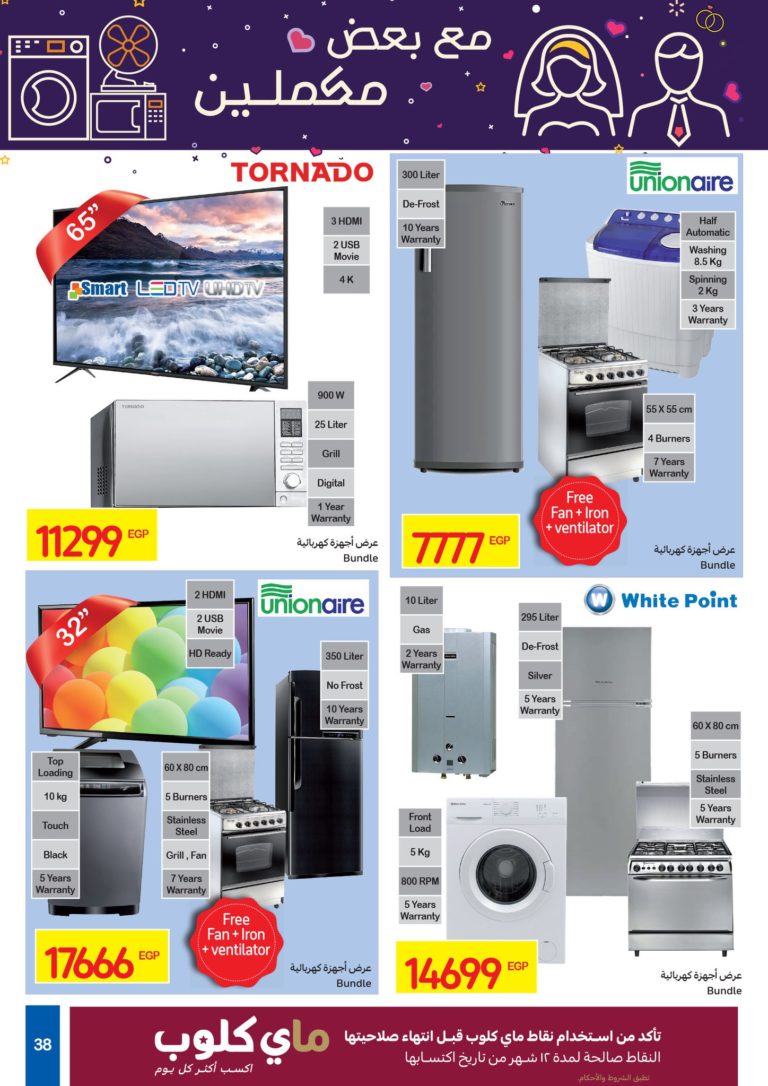 مع بعض
مكملين
TORNADO
65”
Smart LEDTV UHDTV
3 HDMI
2 USB
Movie
4 K
TORNADO
900 W
25 Liter
Grill
Digital
1 Year
Warranty
11299 EGP
عرض أجهزة كهربائية
Bundle
unionaire
300 Liter
De-Frost
10 Years
Warranty
Half
Automatic
Washing
8.5 Kg
Spinning
2 Kg
3 Years
Warranty
55 X 55 cm
4 Burners
7 Years
Warranty
Free
Fan + Iron
+ ventilator
7777 EGP
عرض أجهزة كهربائية
Bundle
unionaire
32”
2 HDMI
2 USB
Movie
HD Ready
350 Liter
No Frost
10 Years
Warranty
Top
Loading
10 kg
Touch
Black
5 Years
Warranty
60 X 80 cm
5 Burners
Stainless
Steel
Grill , Fan
7 Years
Warranty
Free
Fan + Iron
+ ventilator
17666 EGP
عرض أجهزة كهربائية
Bundle
W White Point
10 Liter
Gas
2 Years
Warranty
295 Liter
De-Frost
Silver
5 Years
Warranty
60 X 80 cm
5 Burners
Stainless
Steel
5 Years
Warranty
Front
Load
5 Kg
800 RPM
5 Years
Warranty
14699 EGP
عرض أجهزة كهربائية
Bundle
38
ماي كلوب
اكسب أكثر كل يوم
تأكد من استخدام نقاط ماي كلوب قبل انتهاء صلاحيتها
النقاط صالحة لمدة ١٢ شهر من تاريخ اكتسابها
تطبق الشروط والأحكام.